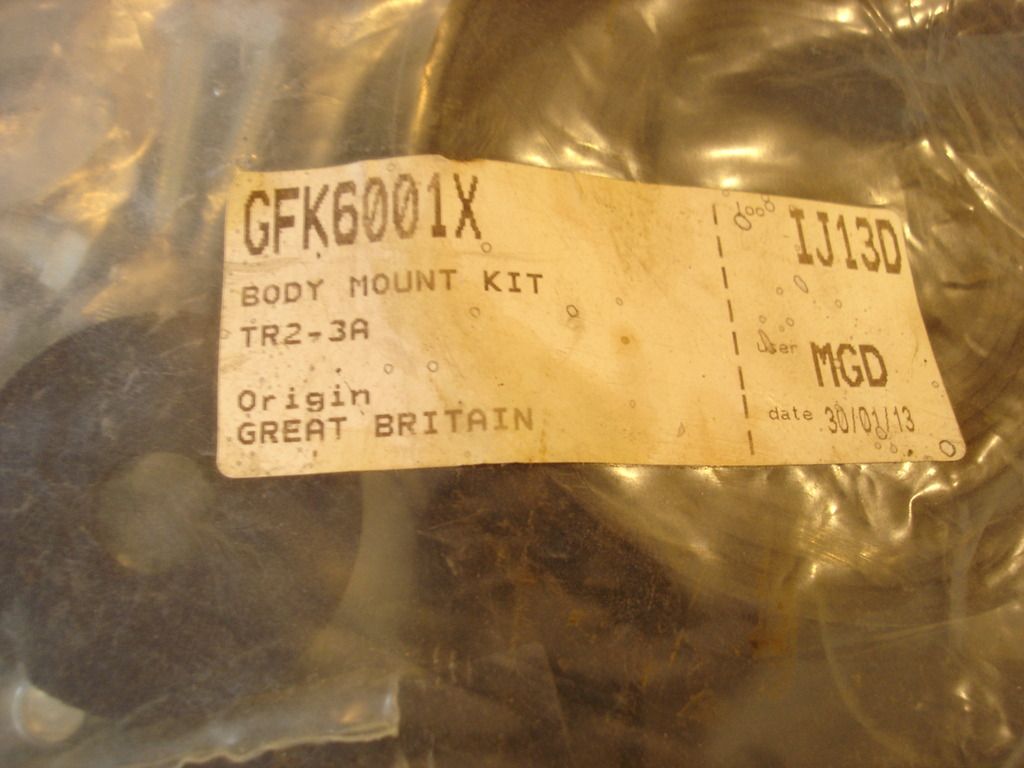 GFK6001X
BODY MOUNT KIT
TR2-3A
Origin
GREAT BRITAIN
IJ13D
user MGD
date 30/01/13